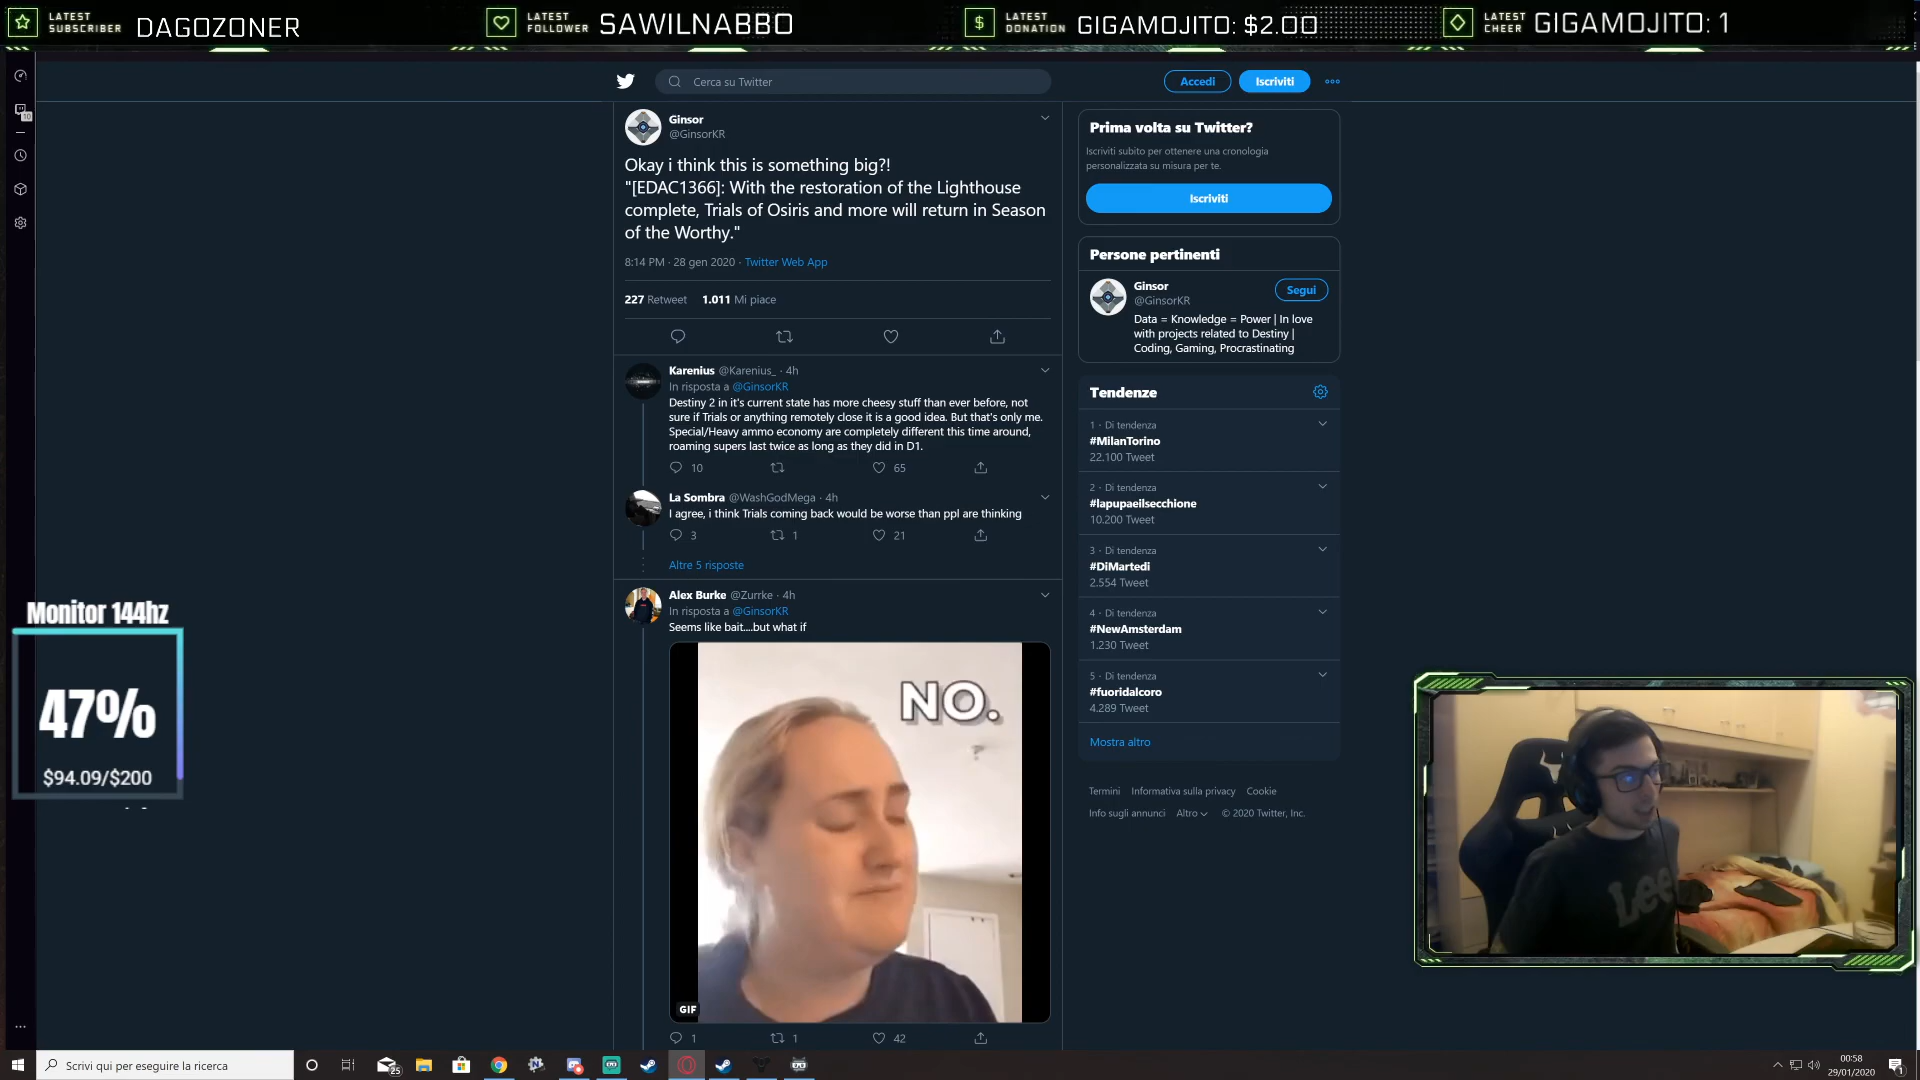 LATEST SUBSCRIBER DAGOZONER
LATEST FOLLOWER SAWILNABBO
LATEST DONATION GIGAMOJITO: $2.00
LATEST CHEER GIGAMOJITO: 1
Cerca su Twitter
Accedi
Iscriviti
Ginsor
@GinsorKR
Okay i think this is something big?!
"[EDAC1366]: With the restoration of the Lighthouse
complete, Trials of Osiris and more will return in Season
of the Worthy."
8:14 PM · 28 gen 2020 · Twitter Web App
227 Retweet 1.011 Mi piace
Karenius @Karenius_ · 4h
In risposta a @GinsorKR
Destiny 2 in it's current state has more cheesy stuff than ever before, not
sure if Trials or anything remotely close it is a good idea. But that's only me.
Special/Heavy ammo economy are completely different this time around,
roaming supers last twice as long as they did in D1.
10 65
La Sombra @WashGodMega · 4h
I agree, i think Trials coming back would be worse than ppl are thinking
3 1 21
Altre 5 risposte
Alex Burke @Zurrke · 4h
In risposta a @GinsorKR
Seems like bait....but what if
NO.
GIF
1 1 42
Prima volta su Twitter?
Iscriviti subito per ottenere una cronologia
personalizzata su misura per te.
Iscriviti
Persone pertinenti
Ginsor
@GinsorKR
Segui
Data = Knowledge = Power | In love
with projects related to Destiny |
Coding, Gaming, Procrastinating
Tendenze
1 · Di tendenza
#MilanTorino
22.100 Tweet
2 · Di tendenza
#lapupaeilsecchione
10.200 Tweet
3 · Di tendenza
#DiMartedi
2.554 Tweet
4 · Di tendenza
#NewAmsterdam
1.230 Tweet
5 · Di tendenza
#fuoridalcoro
4.289 Tweet
Mostra altro
Termini Informativa sulla privacy Cookie
Info sugli annunci Altro © 2020 Twitter, Inc.
Monitor 144hz
47%
$94.09/$200
Lee
Scrivi qui per eseguire la ricerca
25
00:58
29/01/2020